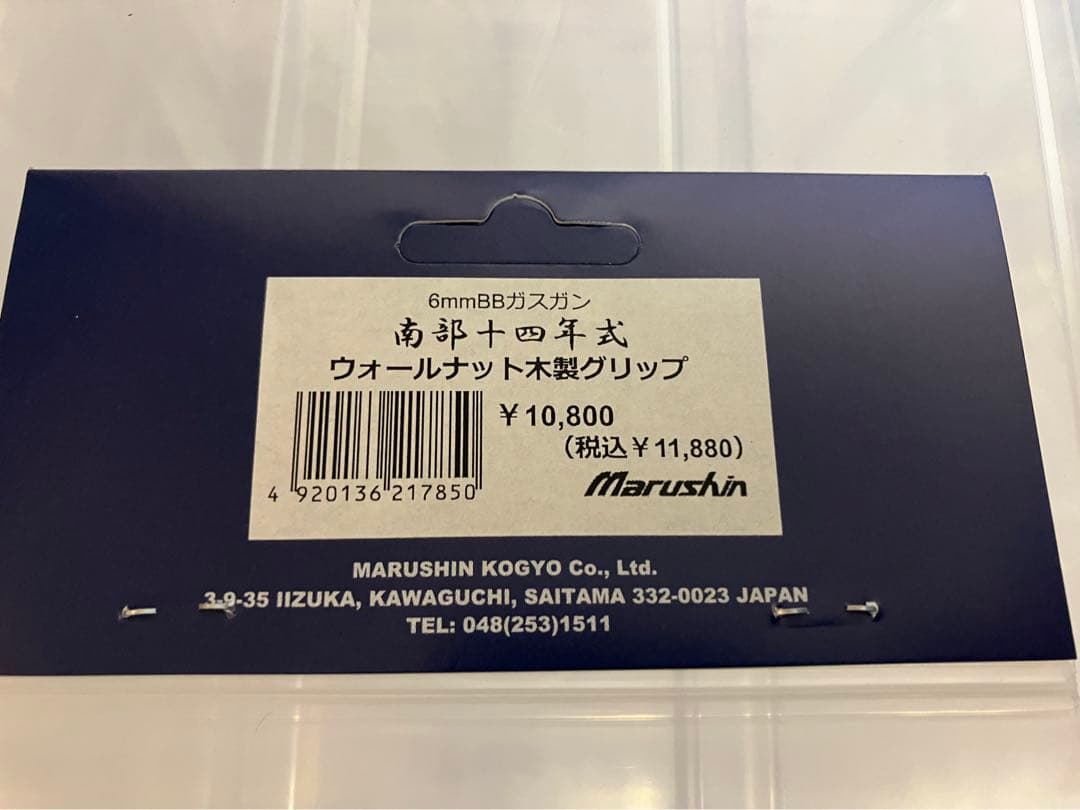 6mmBBガスガン
南部十四年式
ウォールナット木製グリップ
￥10,800
（税込￥11,880）
4 920136 217850
Marushin
MARUSHIN KOGYO Co., Ltd.
3-9-35 IIZUKA, KAWAGUCHI, SAITAMA 332-0023 JAPAN
TEL: 048(253)1511